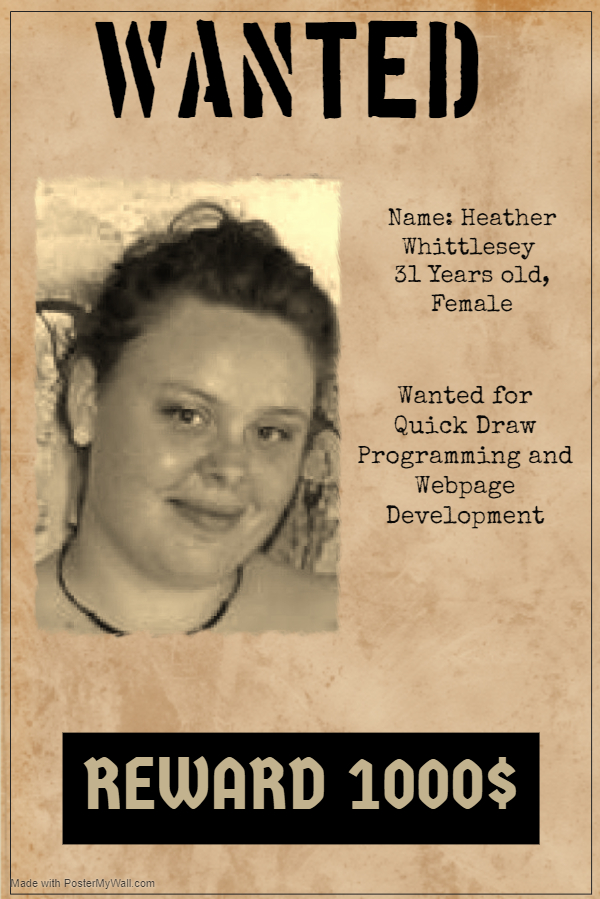 WANTED
Name: Heather
Whittlesey
31 Years old,
Female
Wanted for
Quick Draw
Programming and
Webpage
Development
REWARD 1000$
Made with PosterMyWall.com